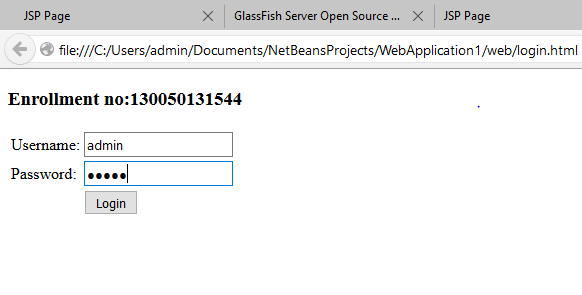 JSP Page GlassFish Server Open Source ... JSP Page
file:///C:/Users/admin/Documents/NetBeansProjects/WebApplication1/web/login.html
Enrollment no:130050131544
Username: admin
Password: ●●●●●
Login